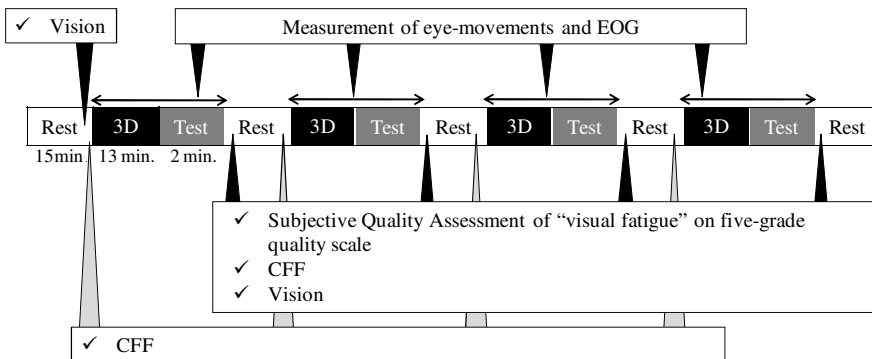 ✓ Vision
Measurement of eye-movements and EOG
Rest 3D Test Rest 3D Test Rest 3D Test Rest 3D Test Rest
15min. 13 min. 2 min.
✓ Subjective Quality Assessment of “visual fatigue” on five-grade
quality scale
✓ CFF
✓ Vision
✓ CFF